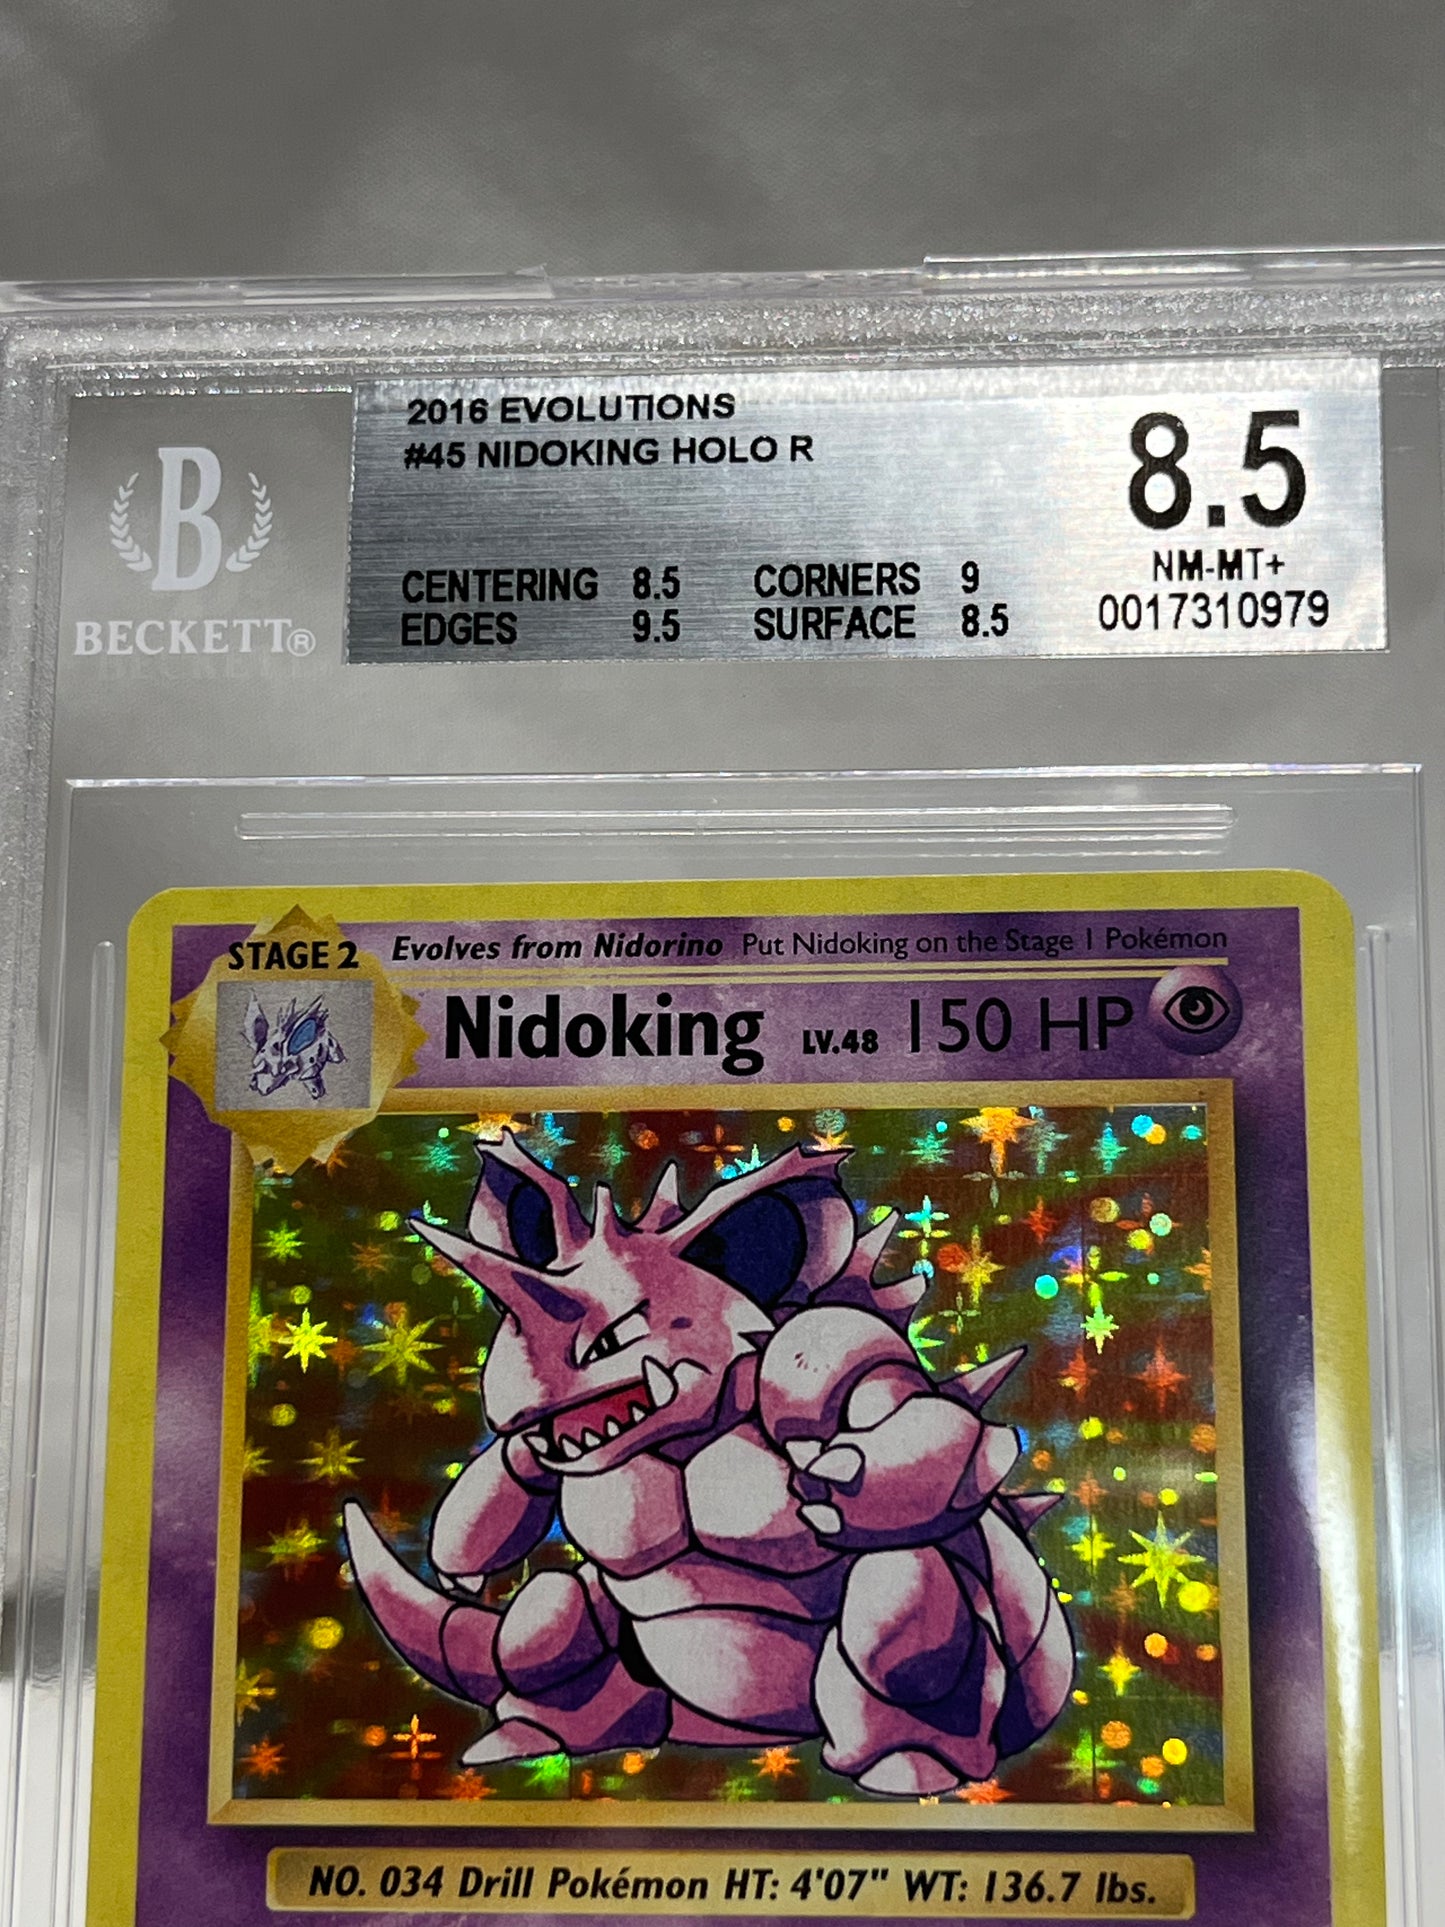 2016 EVOLUTIONS
#45 NIDOKING HOLO R
8.5
CENTERING 8.5 CORNERS 9
NM-MT+
EDGES 9.5 SURFACE 8.5
0017310979
B
BECKETT®
STAGE 2 Evolves from Nidorino Put Nidoking on the Stage 1 Pokémon
Nidoking LV.48 150 HP
NO. 034 Drill Pokémon HT: 4'07" WT: 136.7 lbs.